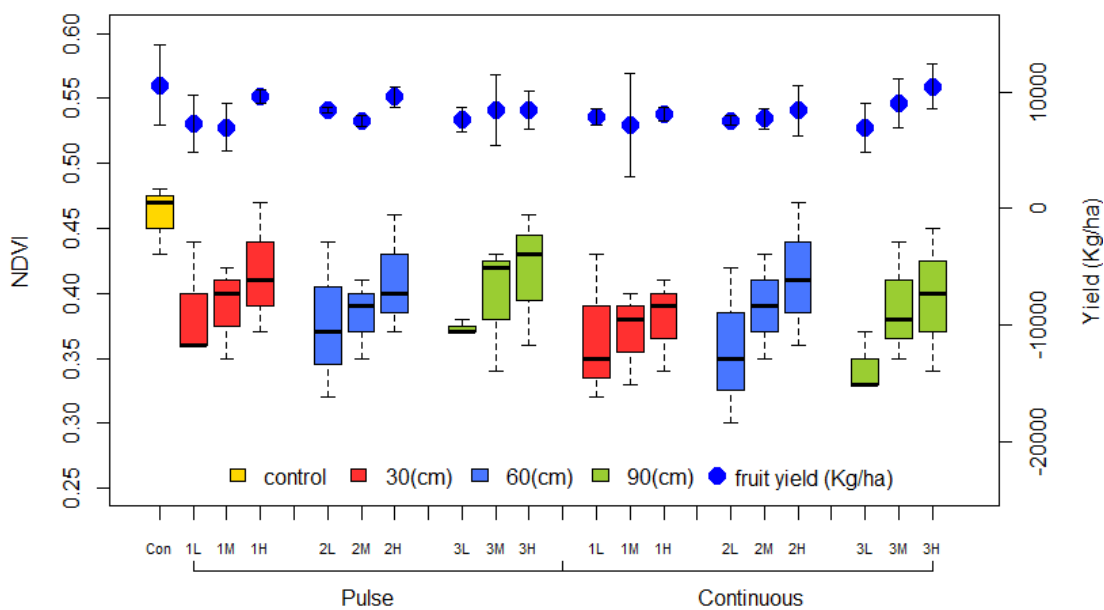 NDVI
0.60
0.55
0.50
0.45
0.40
0.35
0.30
0.25
10000
0
-10000
-20000
Yield (Kg/ha)
control 30(cm) 60(cm) 90(cm) fruit yield (Kg/ha)
Con 1L 1M 1H 2L 2M 2H 3L 3M 3H 1L 1M 1H 2L 2M 2H 3L 3M 3H
Pulse Continuous